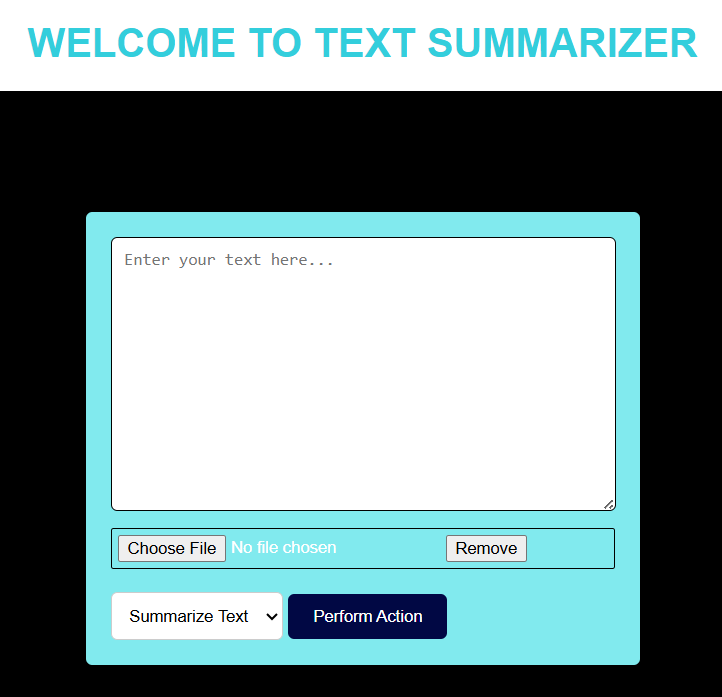 WELCOME TO TEXT SUMMARIZER
Enter your text here...
Choose File No file chosen Remove
Summarize Text Perform Action